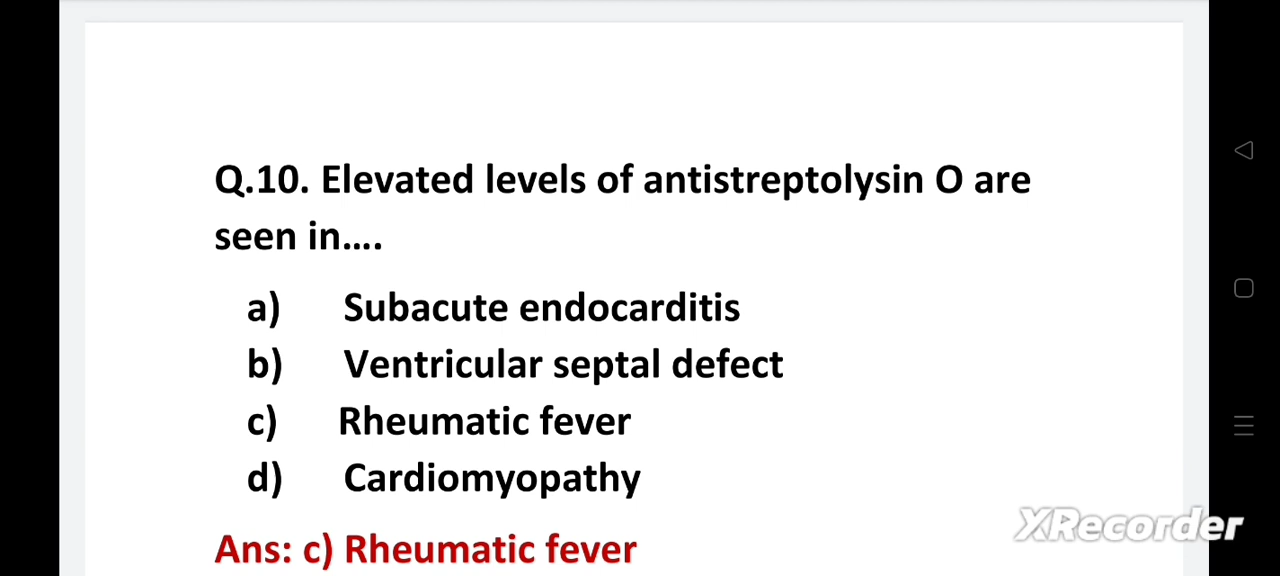 Q.10. Elevated levels of antistreptolysin O are
seen in....
a) Subacute endocarditis
b) Ventricular septal defect
c) Rheumatic fever
d) Cardiomyopathy
Ans: c) Rheumatic fever
XRecorder